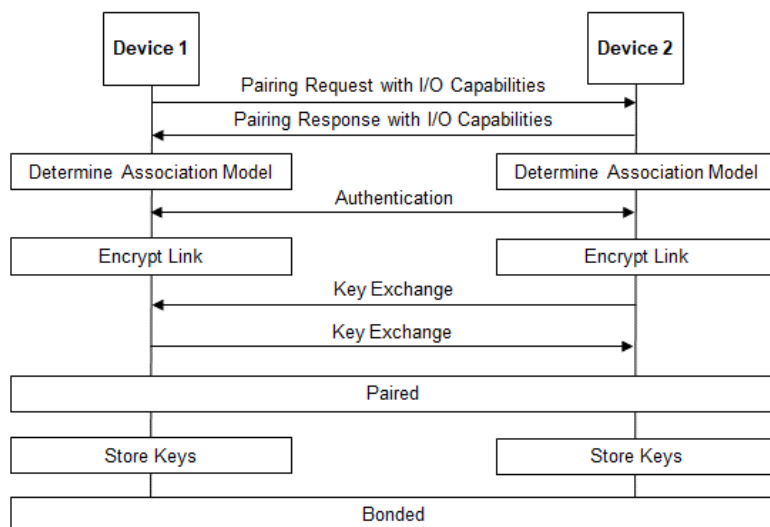 Device 1
Device 2
Pairing Request with I/O Capabilities
Pairing Response with I/O Capabilities
Determine Association Model
Determine Association Model
Authentication
Encrypt Link
Encrypt Link
Key Exchange
Key Exchange
Paired
Store Keys
Store Keys
Bonded